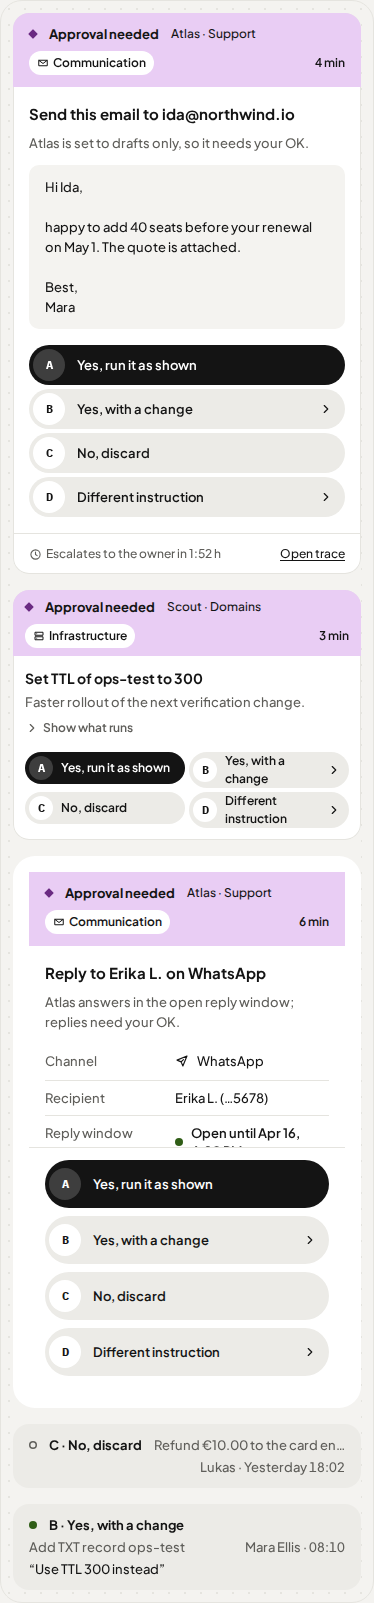 Approval needed Atlas · Support
Communication 4 min
Send this email to ida@northwind.io
Atlas is set to drafts only, so it needs your OK.
Hi Ida,
happy to add 40 seats before your renewal
on May 1. The quote is attached.
Best,
Mara
A Yes, run it as shown
B Yes, with a change
C No, discard
D Different instruction
Escalates to the owner in 1:52 h Open trace
Approval needed Scout · Domains
Infrastructure 3 min
Set TTL of ops-test to 300
Faster rollout of the next verification change.
Show what runs
A Yes, run it as shown
B Yes, with a
change
C No, discard
D Different
instruction
Approval needed Atlas · Support
Communication 6 min
Reply to Erika L. on WhatsApp
Atlas answers in the open reply window;
replies need your OK.
Channel WhatsApp
Recipient Erika L. (…5678)
Reply window Open until Apr 16,
A Yes, run it as shown
B Yes, with a change
C No, discard
D Different instruction
C · No, discard Refund €10.00 to the card en…
Lukas · Yesterday 18:02
B · Yes, with a change
Add TXT record ops-test Mara Ellis · 08:10
“Use TTL 300 instead”